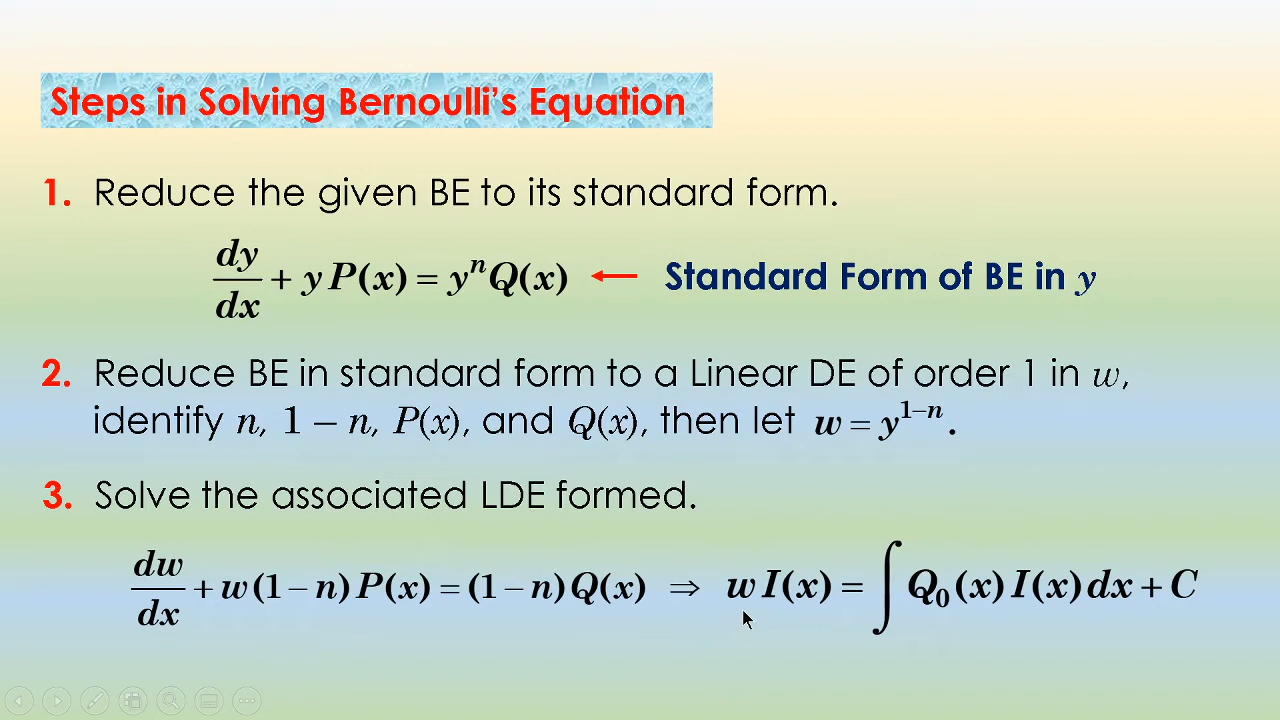 Steps in Solving Bernoulli’s Equation
1. Reduce the given BE to its standard form.
dy/dx + y P(x) = yⁿQ(x) ← Standard Form of BE in y
2. Reduce BE in standard form to a Linear DE of order 1 in w,
identify n, 1 – n, P(x), and Q(x), then let w = y¹⁻ⁿ.
3. Solve the associated LDE formed.
dw/dx + w(1 – n)P(x) = (1 – n)Q(x) ⇒ w I(x) = ∫ Q₀(x) I(x) dx + C